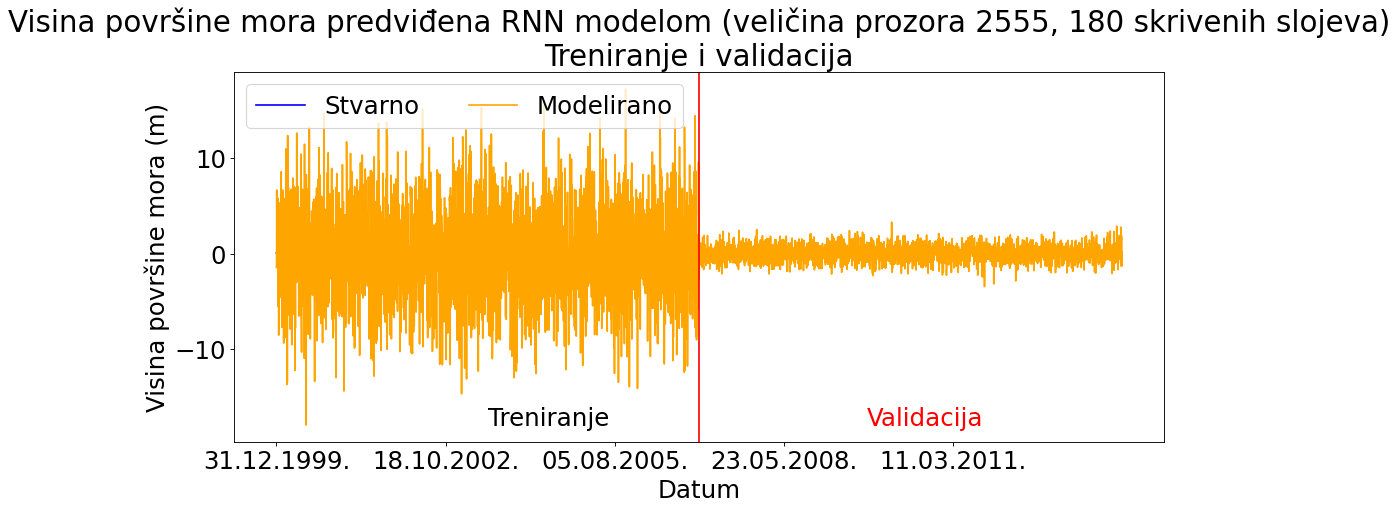 Visina površine mora predviđena RNN modelom (veličina prozora 2555, 180 skrivenih slojeva)
Treniranje i validacija
Stvarno Modelirano
Visina površine mora (m)
10
0
−10
Treniranje Validacija
31.12.1999. 18.10.2002. 05.08.2005. 23.05.2008. 11.03.2011.
Datum